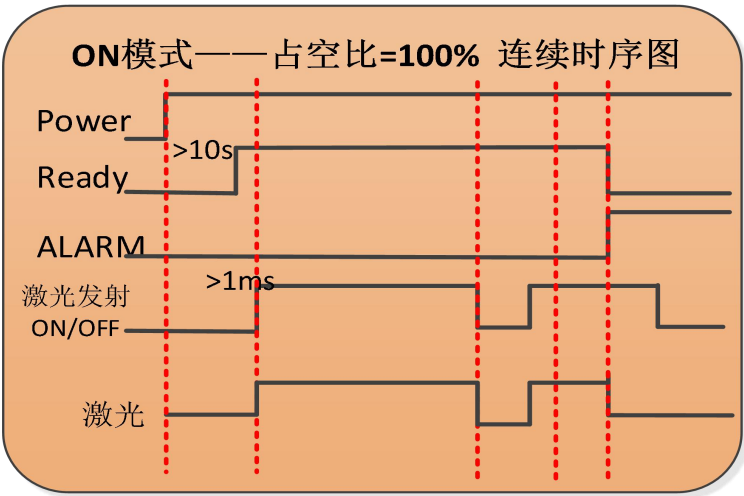 ON模式——占空比=100% 连续时序图
Power
>10s
Ready
ALARM
>1ms
激光发射
ON/OFF
激光